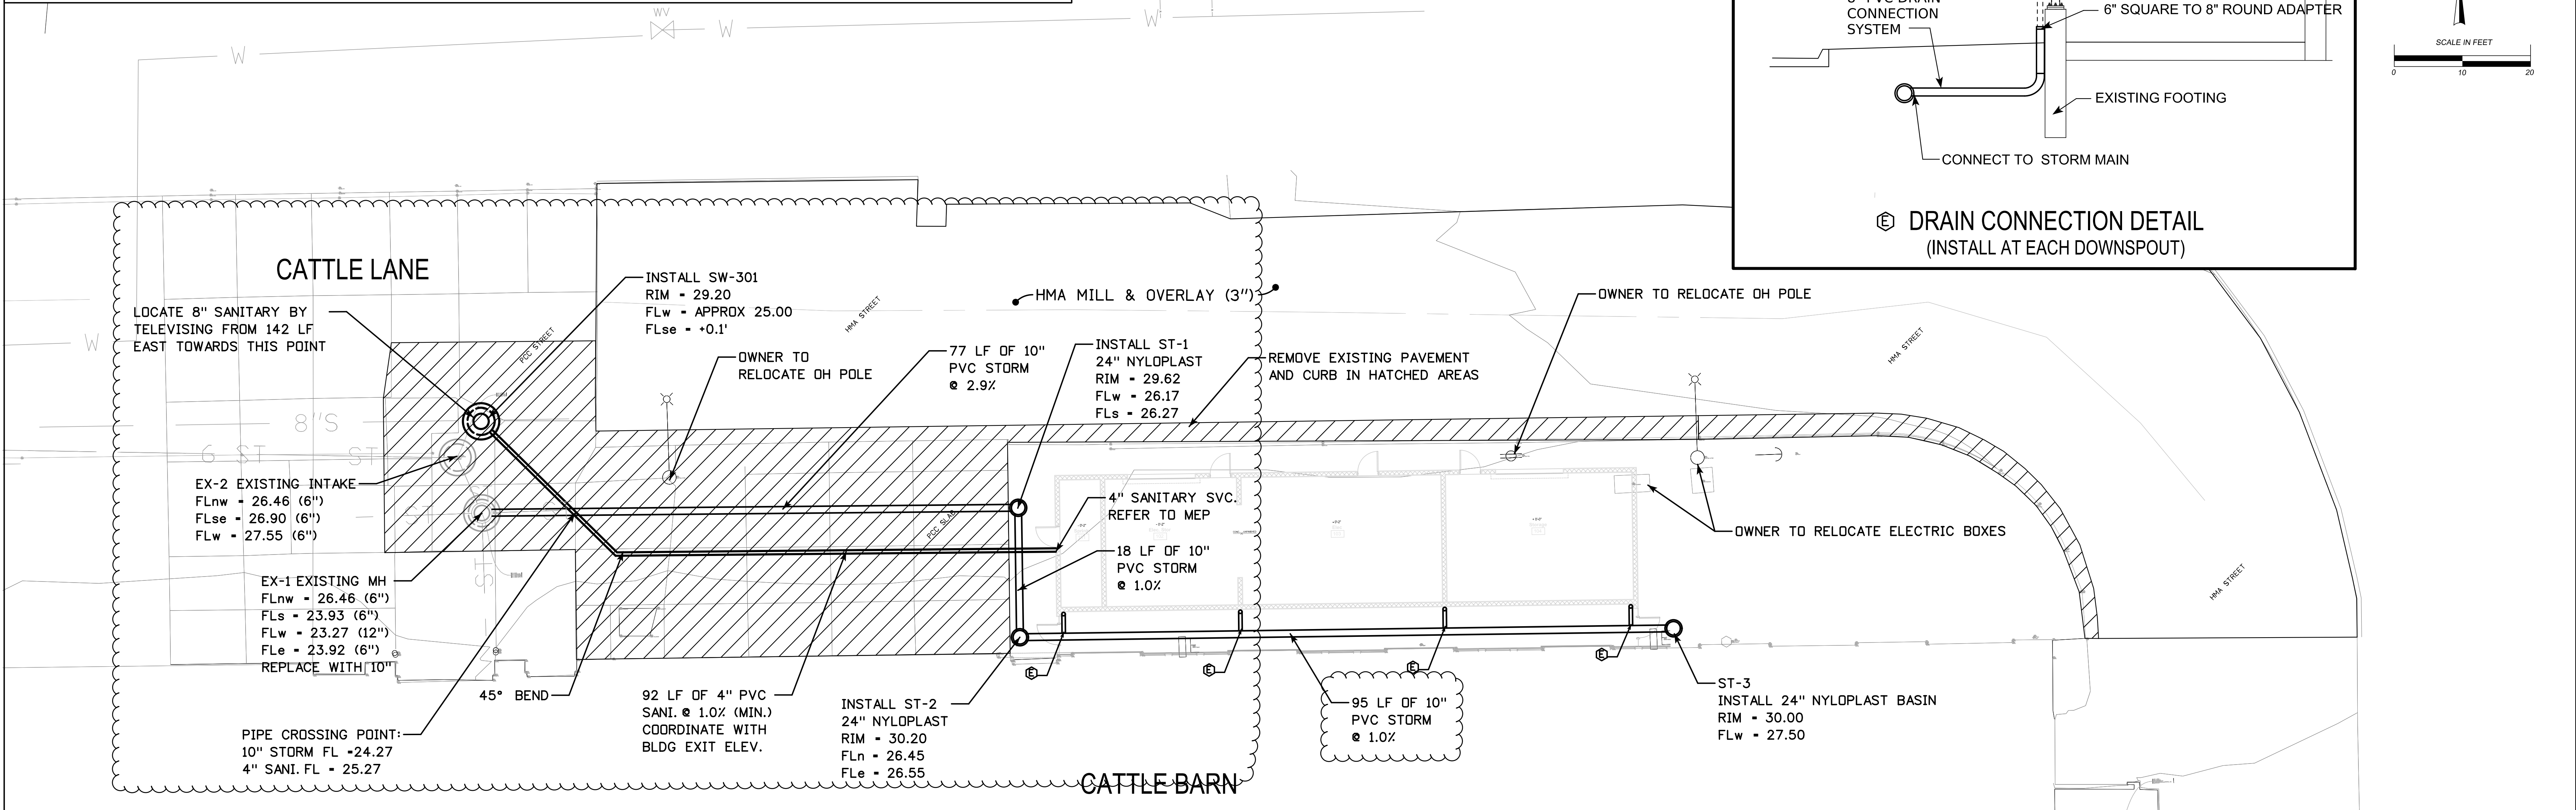 WV
W
W
W
W
CONNECTION
SYSTEM
6" SQUARE TO 8" ROUND ADAPTER
EXISTING FOOTING
CONNECT TO STORM MAIN
E DRAIN CONNECTION DETAIL
(INSTALL AT EACH DOWNSPOUT)
SCALE IN FEET
0 10 20
CATTLE LANE
LOCATE 8" SANITARY BY
TELEVISING FROM 142 LF
EAST TOWARDS THIS POINT
INSTALL SW-301
RIM = 29.20
FLw = APPROX 25.00
FLse = +0.1'
PCC STREET
HMA STREET
OWNER TO
RELOCATE OH POLE
77 LF OF 10"
PVC STORM
@ 2.9%
HMA MILL & OVERLAY (3")
INSTALL ST-1
24" NYLOPLAST
RIM = 29.62
FLw = 26.17
FLs = 26.27
REMOVE EXISTING PAVEMENT
AND CURB IN HATCHED AREAS
OWNER TO RELOCATE OH POLE
HMA STREET
8"S
6 ST
ST
ST
ST
EX-2 EXISTING INTAKE
FLnw = 26.46 (6")
FLse = 26.90 (6")
FLw = 27.55 (6")
EX-1 EXISTING MH
FLnw = 26.46 (6")
FLs = 23.93 (6")
FLw = 23.27 (12")
FLe = 23.92 (6")
REPLACE WITH 10"
PIPE CROSSING POINT:
10" STORM FL =24.27
4" SANI. FL = 25.27
45° BEND
92 LF OF 4" PVC
SANI. @ 1.0% (MIN.)
COORDINATE WITH
BLDG EXIT ELEV.
PCC SLAB
4" SANITARY SVC.
REFER TO MEP
18 LF OF 10"
PVC STORM
@ 1.0%
INSTALL ST-2
24" NYLOPLAST
RIM = 30.20
FLn = 26.45
FLe = 26.55
E
E
E
E
95 LF OF 10"
PVC STORM
@ 1.0%
OWNER TO RELOCATE ELECTRIC BOXES
HMA STREET
ST-3
INSTALL 24" NYLOPLAST BASIN
RIM = 30.00
FLw = 27.50
CATTLE BARN